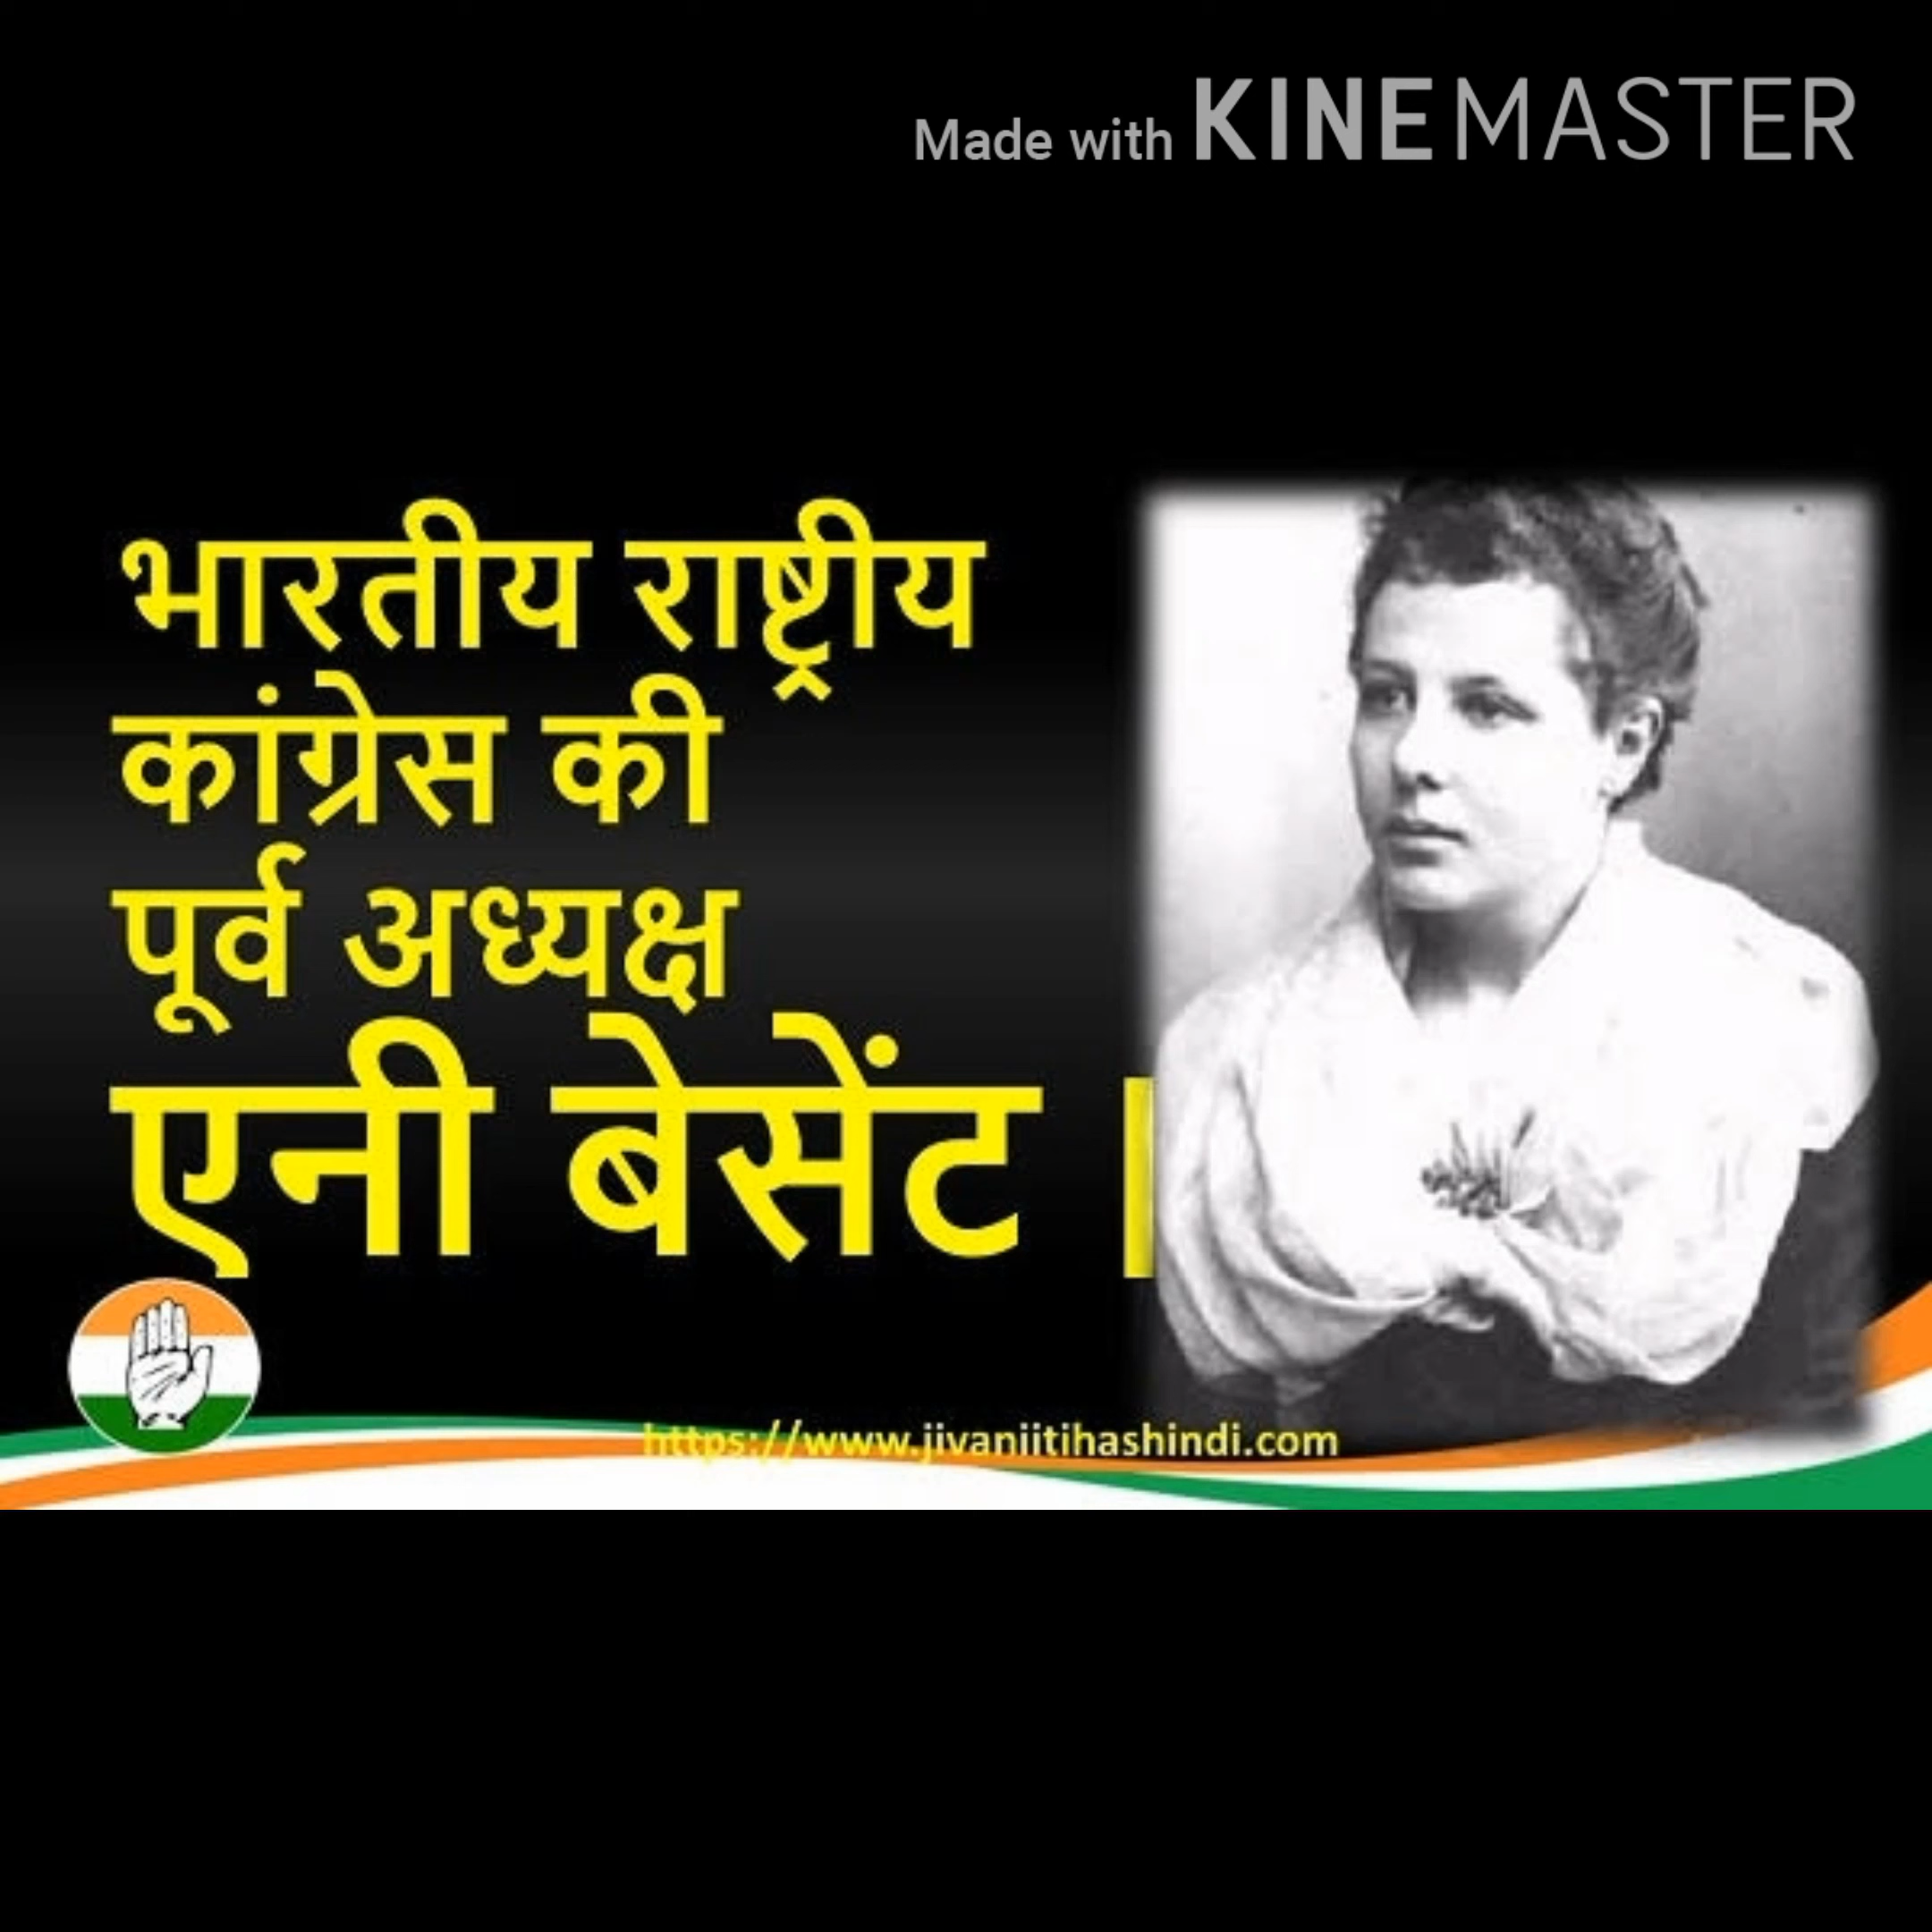 Made with KINEMASTER
भारतीय राष्ट्रीय
कांग्रेस की
पूर्व अध्यक्ष
एनी बेसेंट |
https://www.jivaniitihashindi.com